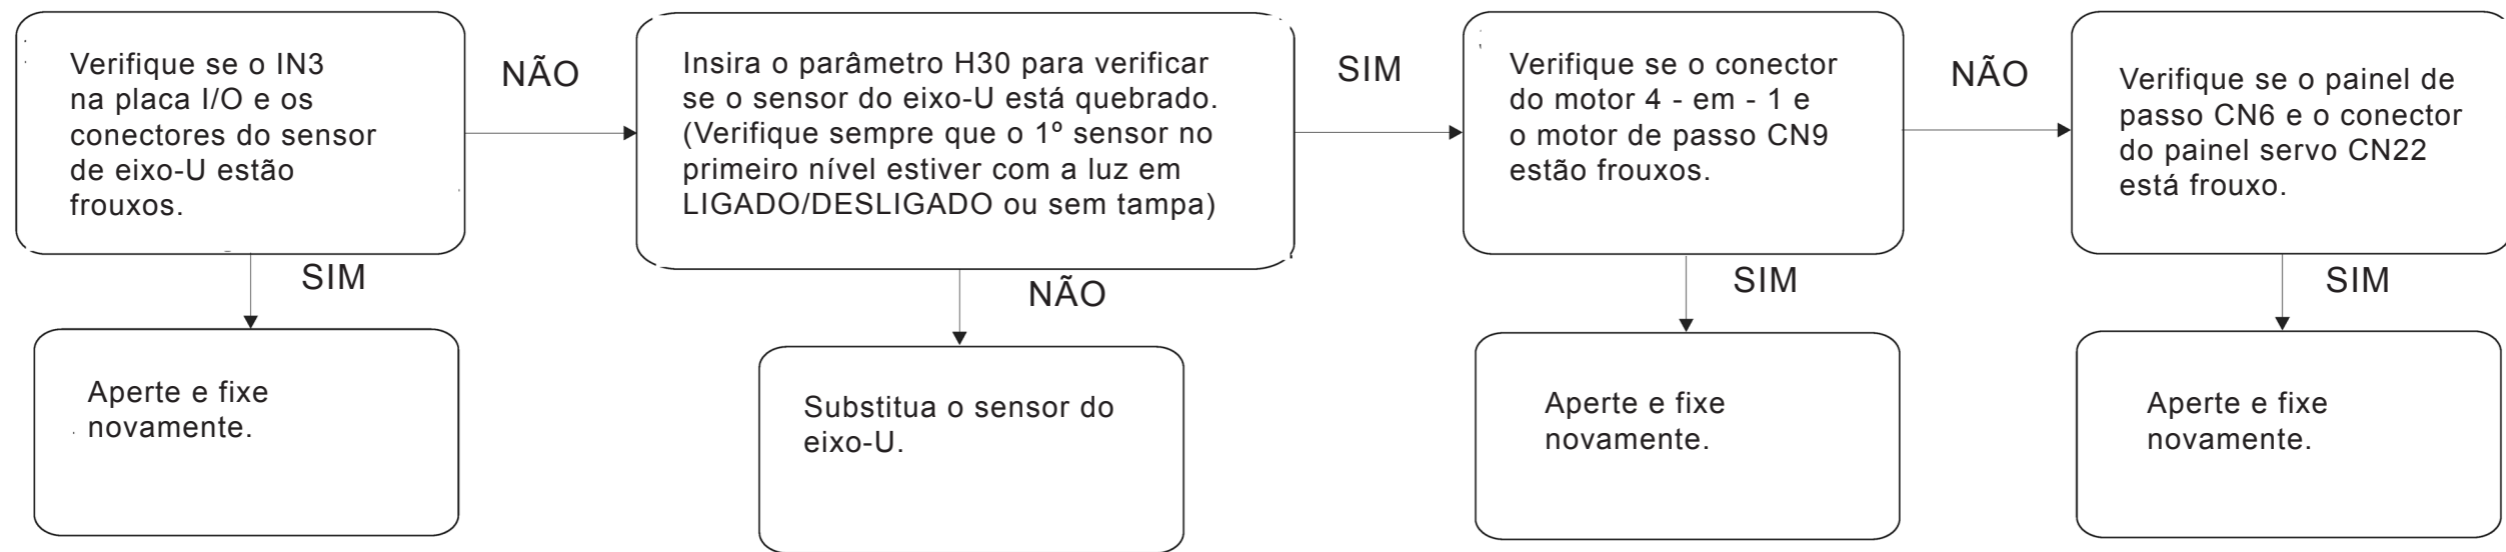 Verifique se o IN3
na placa I/O e os
conectores do sensor
de eixo-U estão
frouxos.
NÃO
Insira o parâmetro H30 para verificar
se o sensor do eixo-U está quebrado.
(Verifique sempre que o 1º sensor no
primeiro nível estiver com a luz em
LIGADO/DESLIGADO ou sem tampa)
SIM
Verifique se o conector
do motor 4 - em - 1 e
o motor de passo CN9
estão frouxos.
NÃO
Verifique se o painel de
passo CN6 e o conector
do painel servo CN22
está frouxo.
SIM
NÃO
SIM
SIM
Aperte e fixe
novamente.
Substitua o sensor do
eixo-U.
Aperte e fixe
novamente.
Aperte e fixe
novamente.